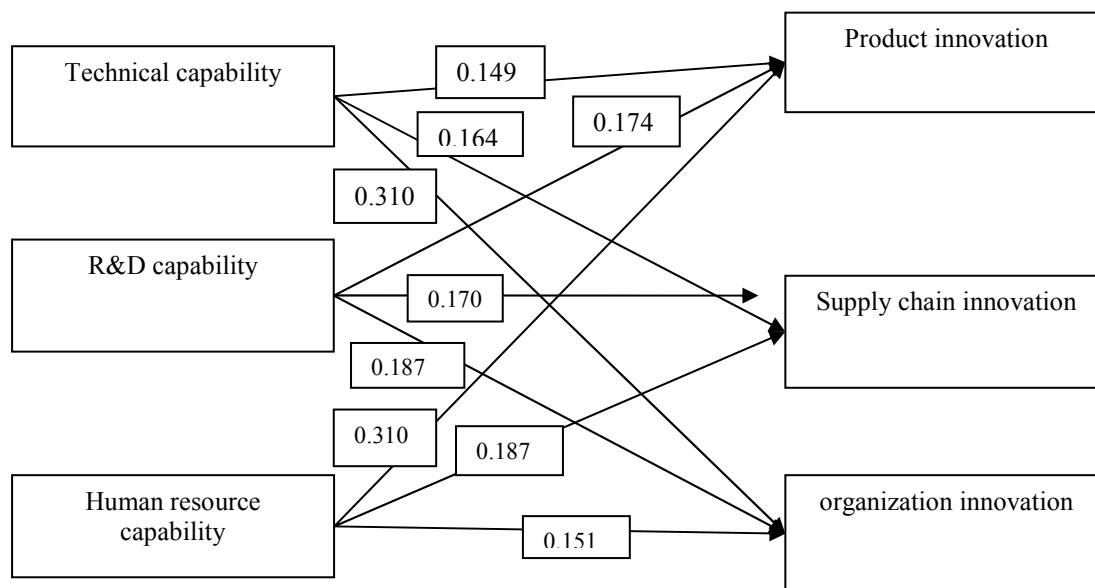 Product innovation
Technical capability
0.149
0.174
0.164
0.310
R&D capability
0.170
Supply chain innovation
0.187
0.310
0.187
Human resource
capability
organization innovation
0.151